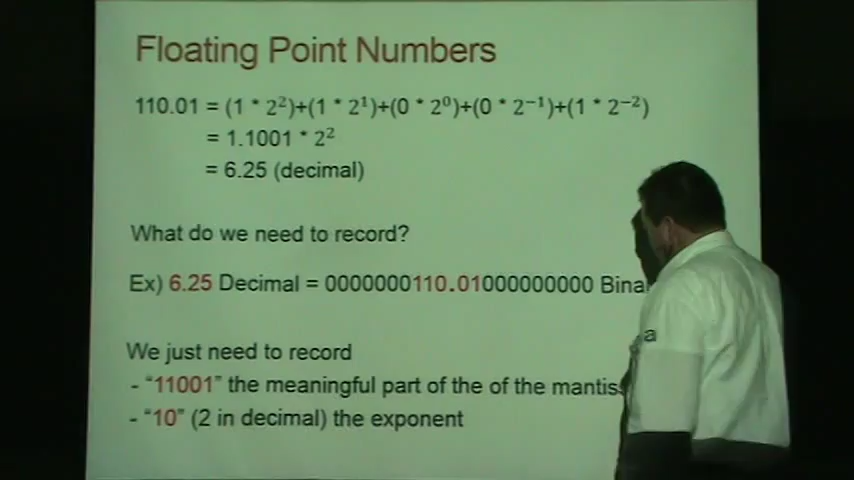 Floating Point Numbers
110.01 = (1 * 2²)+(1 * 2¹)+(0 * 2⁰)+(0 * 2⁻¹)+(1 * 2⁻²)
= 1.1001 * 2²
= 6.25 (decimal)
What do we need to record?
Ex) 6.25 Decimal = 0000000110.01000000000 Bina
We just need to record
- "11001" the meaningful part of the of the mantiss a
- "10" (2 in decimal) the exponent